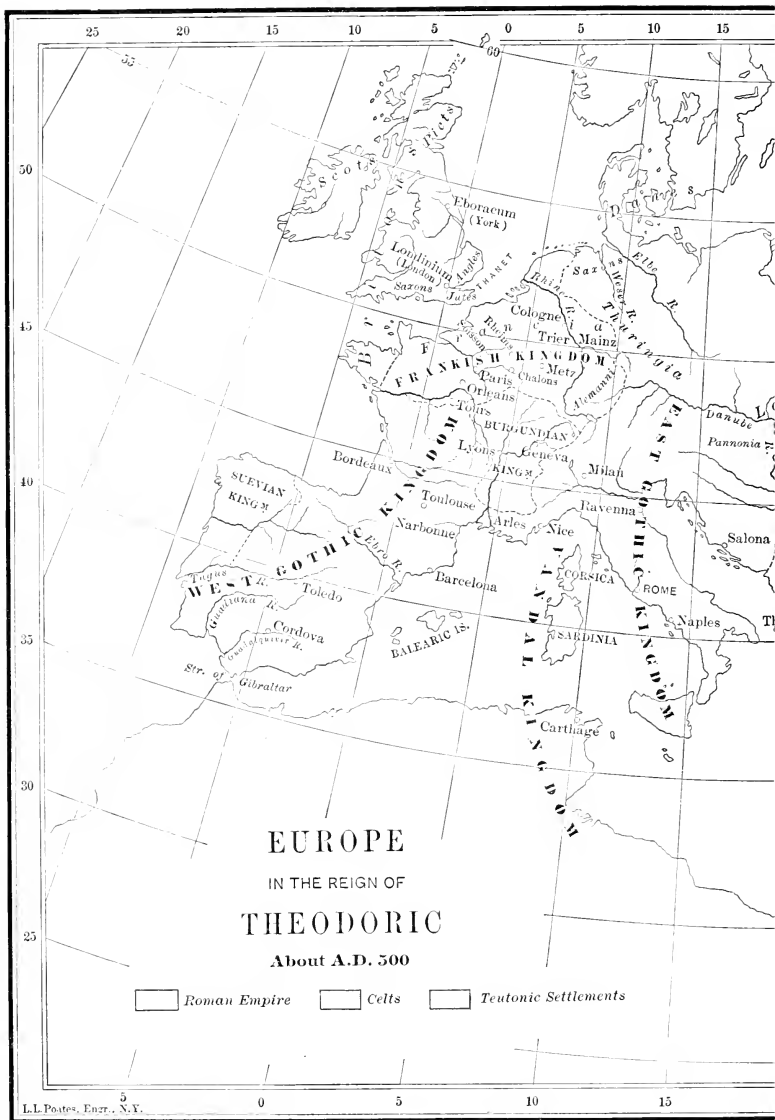 25 20 15 10 5 0 5 10 15
55
60
50
45
40
35
30
25
Picts
Scots
Eboracum
(York)
Danes
Londinium
(London)
Angles
THANET
Saxons
Jutes
Saxons
Elbe R.
Weser R.
Rhine R.
Thuringia
Cologne
Trier
Mainz
Soissons
Rheims
FRANKISH KINGDOM
Metz
Paris
Chalons
Orleans
Alemanni
Tours
BURGUNDIAN
KINGM
Danube R.
Pannonia
Lyons
Geneva
Milan
Bordeaux
SUEVIAN
KINGM
Toulouse
Ravenna
Narbonne
Arles
Nice
Salona
Ebro R.
WEST GOTHIC KINGDOM
EAST GOTHIC KINGDOM
VANDAL KINGDOM
Tagus R.
Toledo
Barcelona
CORSICA
ROME
Guadiana R.
Cordova
BALEARIC IS.
SARDINIA
Naples
Guadalquivir R.
Str. of Gibraltar
Carthage
EUROPE
IN THE REIGN OF
THEODORIC
About A.D. 500
Roman Empire Celts Teutonic Settlements
L.L.Poates, Engr., N.Y.
5 0 5 10 15